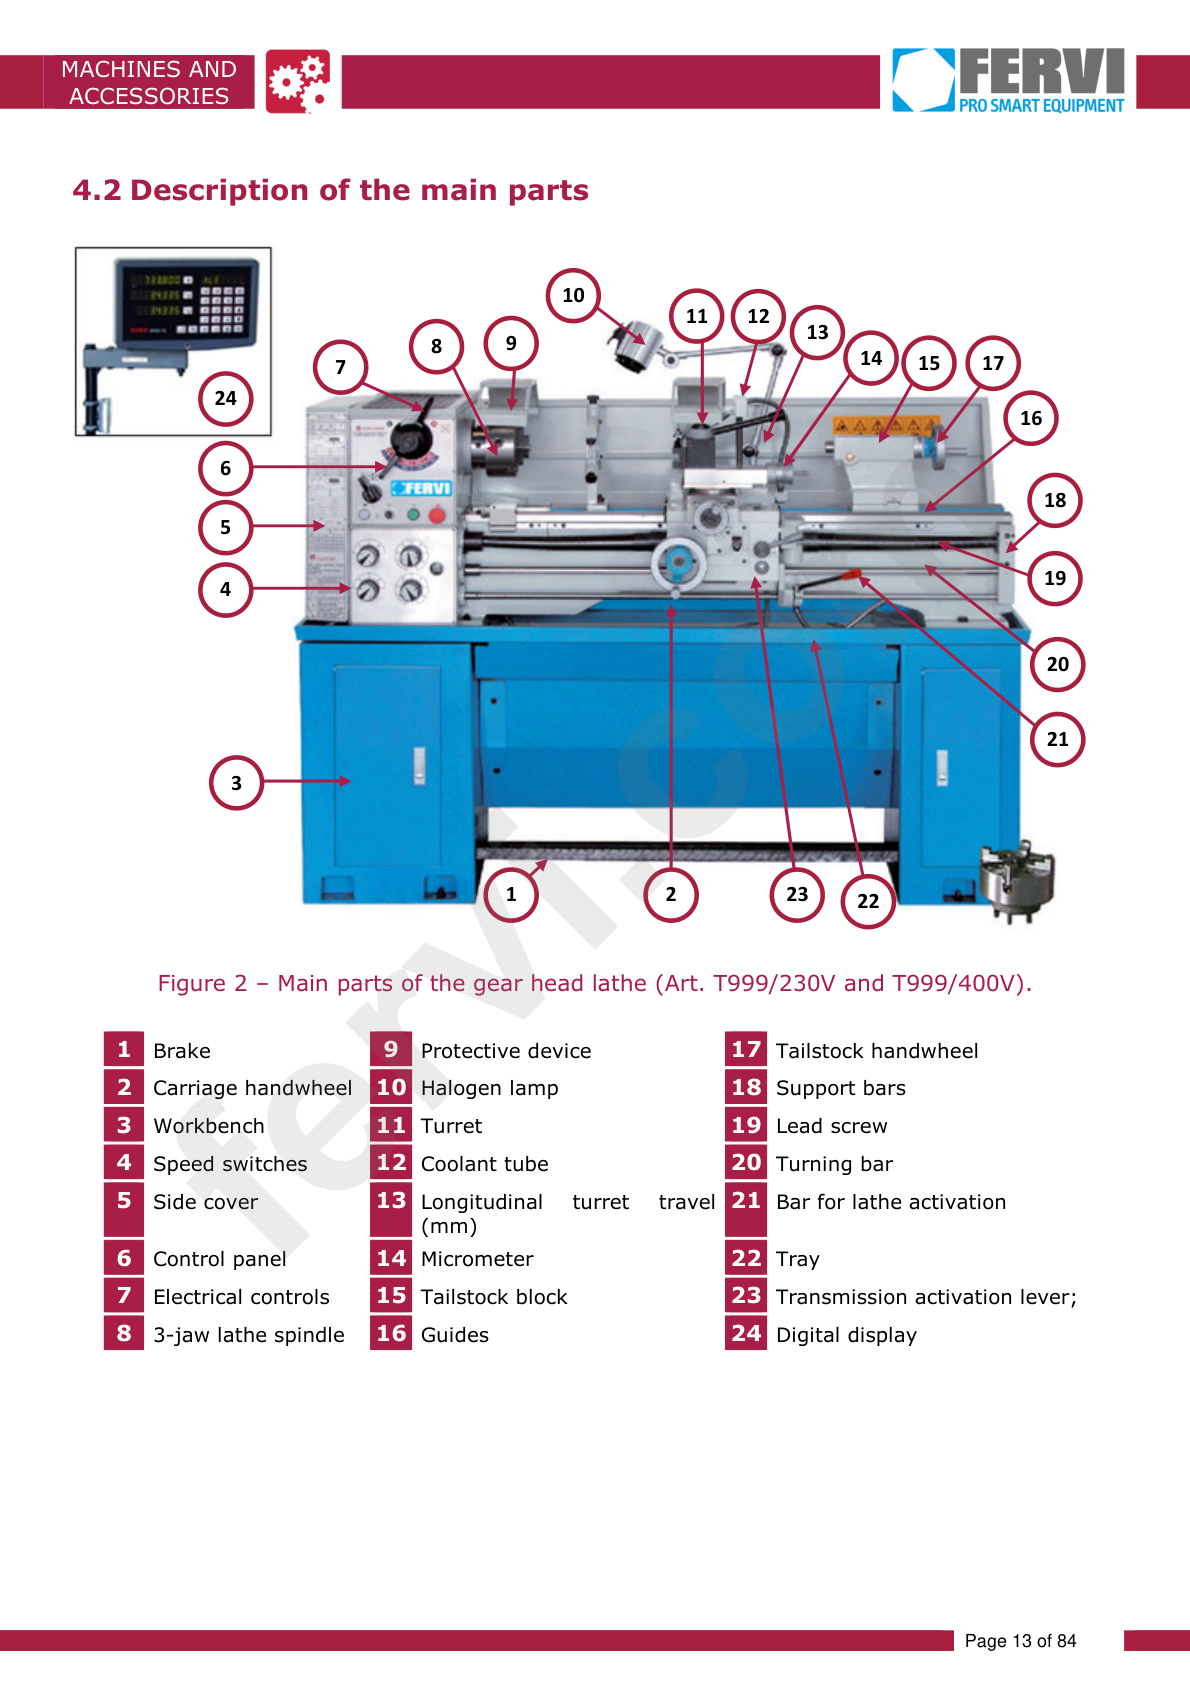 MACHINES AND
ACCESSORIES
FERVI
PRO SMART EQUIPMENT
4.2 Description of the main parts
10
11
12
13
9
8
7
14
15
17
24
16
6
FERVI
18
5
19
4
20
21
3
1
2
23
22
fervi.com
Figure 2 – Main parts of the gear head lathe (Art. T999/230V and T999/400V).
1 Brake 9 Protective device 17 Tailstock handwheel
2 Carriage handwheel 10 Halogen lamp 18 Support bars
3 Workbench 11 Turret 19 Lead screw
4 Speed switches 12 Coolant tube 20 Turning bar
5 Side cover 13 Longitudinal turret travel 21 Bar for lathe activation
(mm)
6 Control panel 14 Micrometer 22 Tray
7 Electrical controls 15 Tailstock block 23 Transmission activation lever;
8 3-jaw lathe spindle 16 Guides 24 Digital display
Page 13 of 84